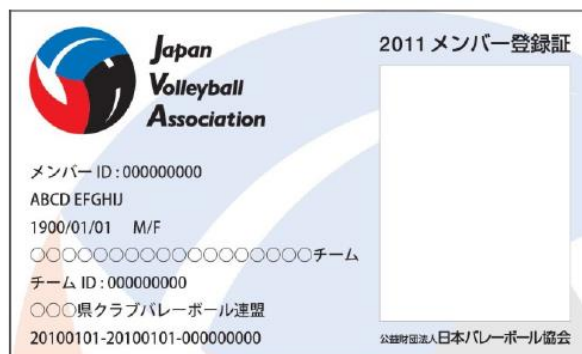 Japan
Volleyball
Association
2011 メンバー登録証
メンバー ID : 000000000
ABCD EFGHIJ
1900/01/01 M/F
○○○○○○○○○○○○○○○○○○チーム
チーム ID : 000000000
○○○県クラブバレーボール連盟
20100101-20100101-000000000
公益財団法人日本バレーボール協会